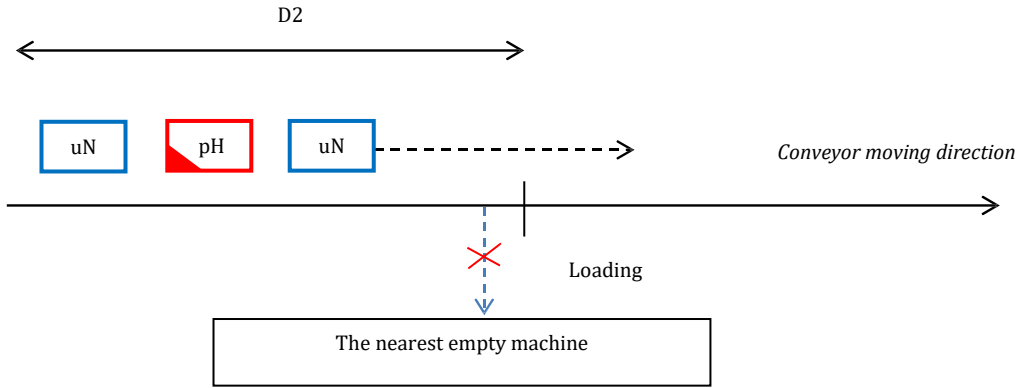 D2
uN
pH
uN
Conveyor moving direction
Loading
The nearest empty machine